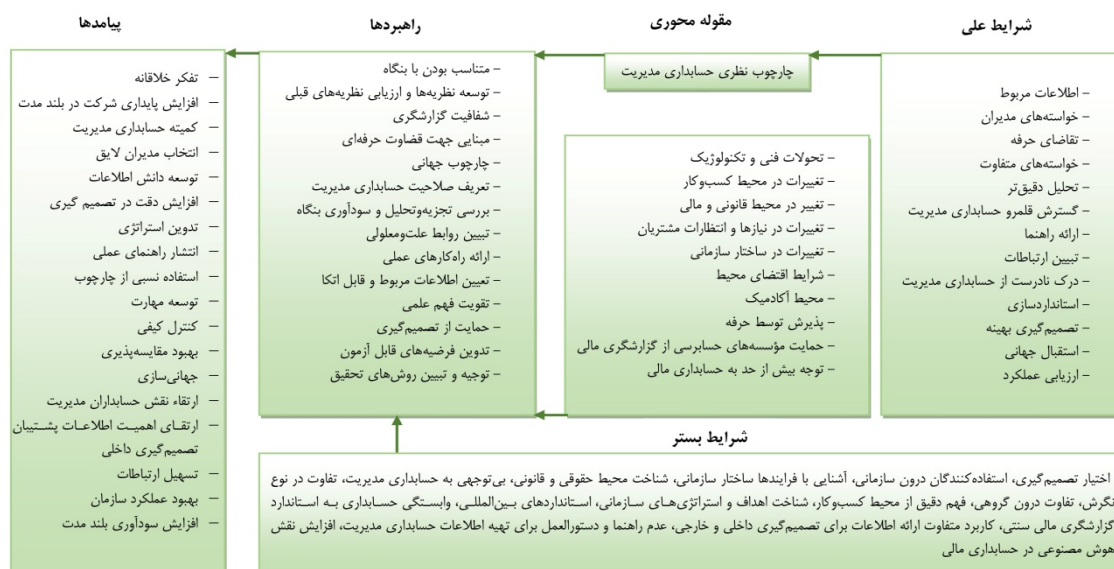 شرایط علی
مقوله محوری
راهبردها
پیامدها
– اطلاعات مربوط
– خواسته‌های مدیران
– تقاضای حرفه
– خواسته‌های متفاوت
– تحلیل دقیق‌تر
– گسترش قلمرو حسابداری مدیریت
– ارائه راهنما
– تبیین ارتباطات
– درک نادرست از حسابداری مدیریت
– استانداردسازی
– تصمیم‌گیری بهینه
– استقبال جهانی
– ارزیابی عملکرد
چارچوب نظری حسابداری مدیریت
– تحولات فنی و تکنولوژیک
– تغییرات در محیط کسب‌وکار
– تغییر در محیط قانونی و مالی
– تغییرات در نیازها و انتظارات مشتریان
– تغییرات در ساختار سازمانی
– شرایط اقتضای محیط
– محیط آکادمیک
– پذیرش توسط حرفه
– حمایت مؤسسه‌های حسابرسی از گزارشگری مالی
– توجه بیش از حد به حسابداری مالی
– متناسب بودن با بنگاه
– توسعه نظریه‌ها و ارزیابی نظریه‌های قبلی
– شفافیت گزارشگری
– مبنایی جهت قضاوت حرفه‌ای
– چارچوب جهانی
– تعریف صلاحیت حسابداری مدیریت
– بررسی تجزیه‌وتحلیل و سودآوری بنگاه
– تبیین روابط علت‌ومعلولی
– ارائه راه‌کارهای عملی
– تعیین اطلاعات مربوط و قابل اتکا
– تقویت فهم علمی
– حمایت از تصمیم‌گیری
– تدوین فرضیه‌های قابل آزمون
– توجیه و تبیین روش‌های تحقیق
– تفکر خلاقانه
– افزایش پایداری شرکت در بلند مدت
– کمیته حسابداری مدیریت
– انتخاب مدیران لایق
– توسعه دانش اطلاعات
– افزایش دقت در تصمیم گیری
– تدوین استراتژی
– انتشار راهنمای عملی
– استفاده نسبی از چارچوب
– توسعه مهارت
– کنترل کیفی
– بهبود مقایسه‌پذیری
– جهانی‌سازی
– ارتقاء نقش حسابداران مدیریت
– ارتقای اهمیت اطلاعات پشتیبان
تصمیم‌گیری داخلی
– تسهیل ارتباطات
– بهبود عملکرد سازمان
– افزایش سودآوری بلند مدت
شرایط بستر
اختیار تصمیم‌گیری، استفاده‌کنندگان درون سازمانی، آشنایی با فرایندها ساختار سازمانی، شناخت محیط حقوقی و قانونی، بی‌توجهی به حسابداری مدیریت، تفاوت در نوع
نگرش، تفاوت درون گروهی، فهم دقیق از محیط کسب‌وکار، شناخت اهداف و استراتژی‌های سازمانی، استانداردهای بین‌المللی، وابستگی حسابداری به استاندارد
گزارشگری مالی سنتی، کاربرد متفاوت ارائه اطلاعات برای تصمیم‌گیری داخلی و خارجی، عدم راهنما و دستورالعمل برای تهیه اطلاعات حسابداری مدیریت، افزایش نقش
هوش مصنوعی در حسابداری مالی